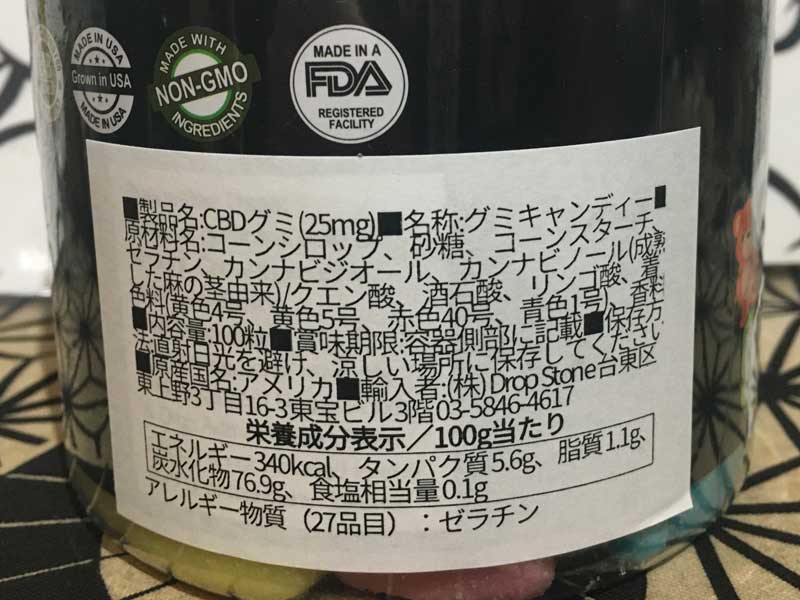 MADE IN USA
Grown in USA
MADE IN USA
MADE WITH
NON-GMO
INGREDIENTS
MADE IN A
FDA
REGISTERED
FACILITY
■製品名:CBDグミ(25mg)■名称:グミキャンディー■
原材料名:コーンシロップ、砂糖、コーンスターチ、
ゼラチン、カンナビジオール、カンナビノール(成熟
した麻の茎由来)/クエン酸、酒石酸、リンゴ酸、着
色料(黄色4号、黄色5号、赤色40号、青色1号)、香料
■内容量:100粒■賞味期限:容器側部に記載■保存方
法:直射日光を避け、涼しい場所に保存してください
■原産国名:アメリカ■輸入者:(株)Drop Stone台東区
東上野3丁目16-3東宝ビル3階03-5846-4617
栄養成分表示／100g当たり
エネルギー340kcal、タンパク質5.6g、脂質1.1g、
炭水化物76.9g、食塩相当量0.1g
アレルギー物質（27品目）：ゼラチン